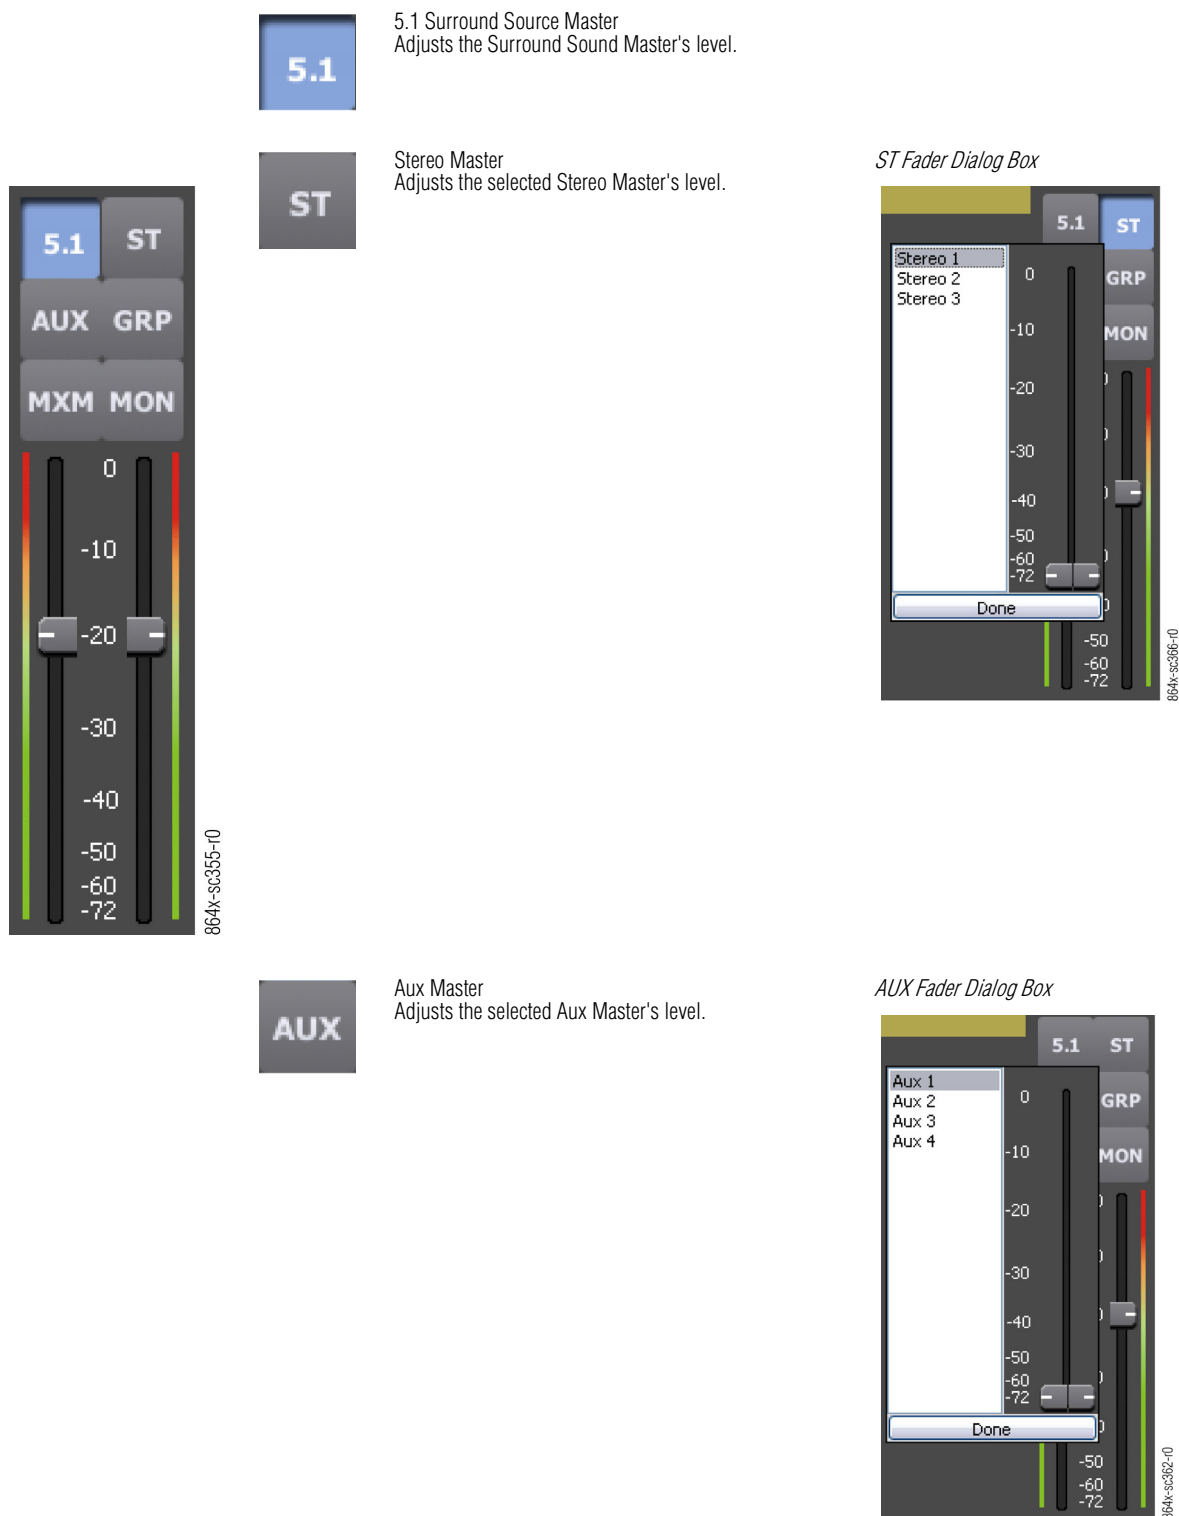 5.1 Surround Source Master
Adjusts the Surround Sound Master's level.
5.1
Stereo Master
Adjusts the selected Stereo Master's level.
ST
ST Fader Dialog Box
5.1 ST
GRP
MON
Stereo 1
Stereo 2
Stereo 3
0
-10
-20
-30
-40
-50
-60
-72
Done
-50
-60
-72
864x-sc366-r0
5.1 ST
AUX GRP
MXM MON
0
-10
-20
-30
-40
-50
-60
-72
864x-sc355-r0
Aux Master
Adjusts the selected Aux Master's level.
AUX
AUX Fader Dialog Box
5.1 ST
GRP
MON
Aux 1
Aux 2
Aux 3
Aux 4
0
-10
-20
-30
-40
-50
-60
-72
Done
-50
-60
-72
864x-sc362-r0